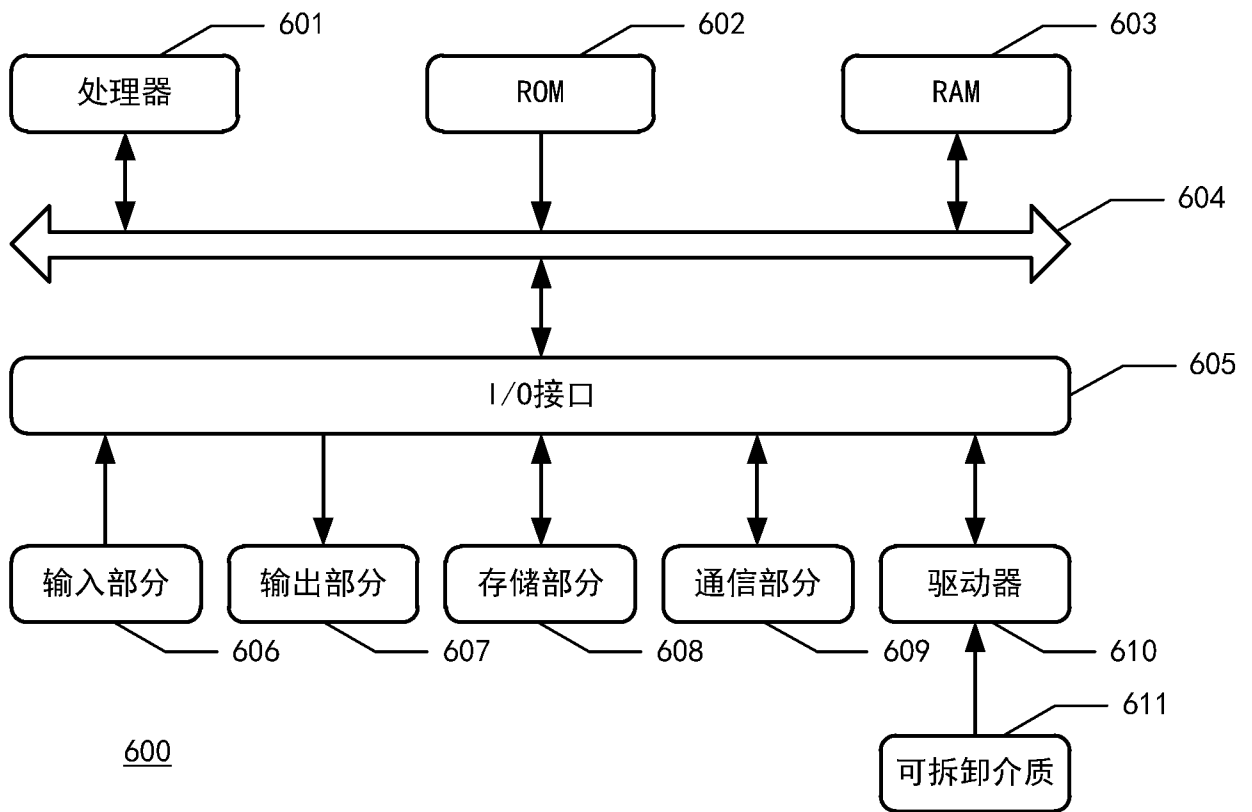 601
602
603
处理器
ROM
RAM
604
605
I/O接口
输入部分
输出部分
存储部分
通信部分
驱动器
606
607
608
609
610
611
600
可拆卸介质